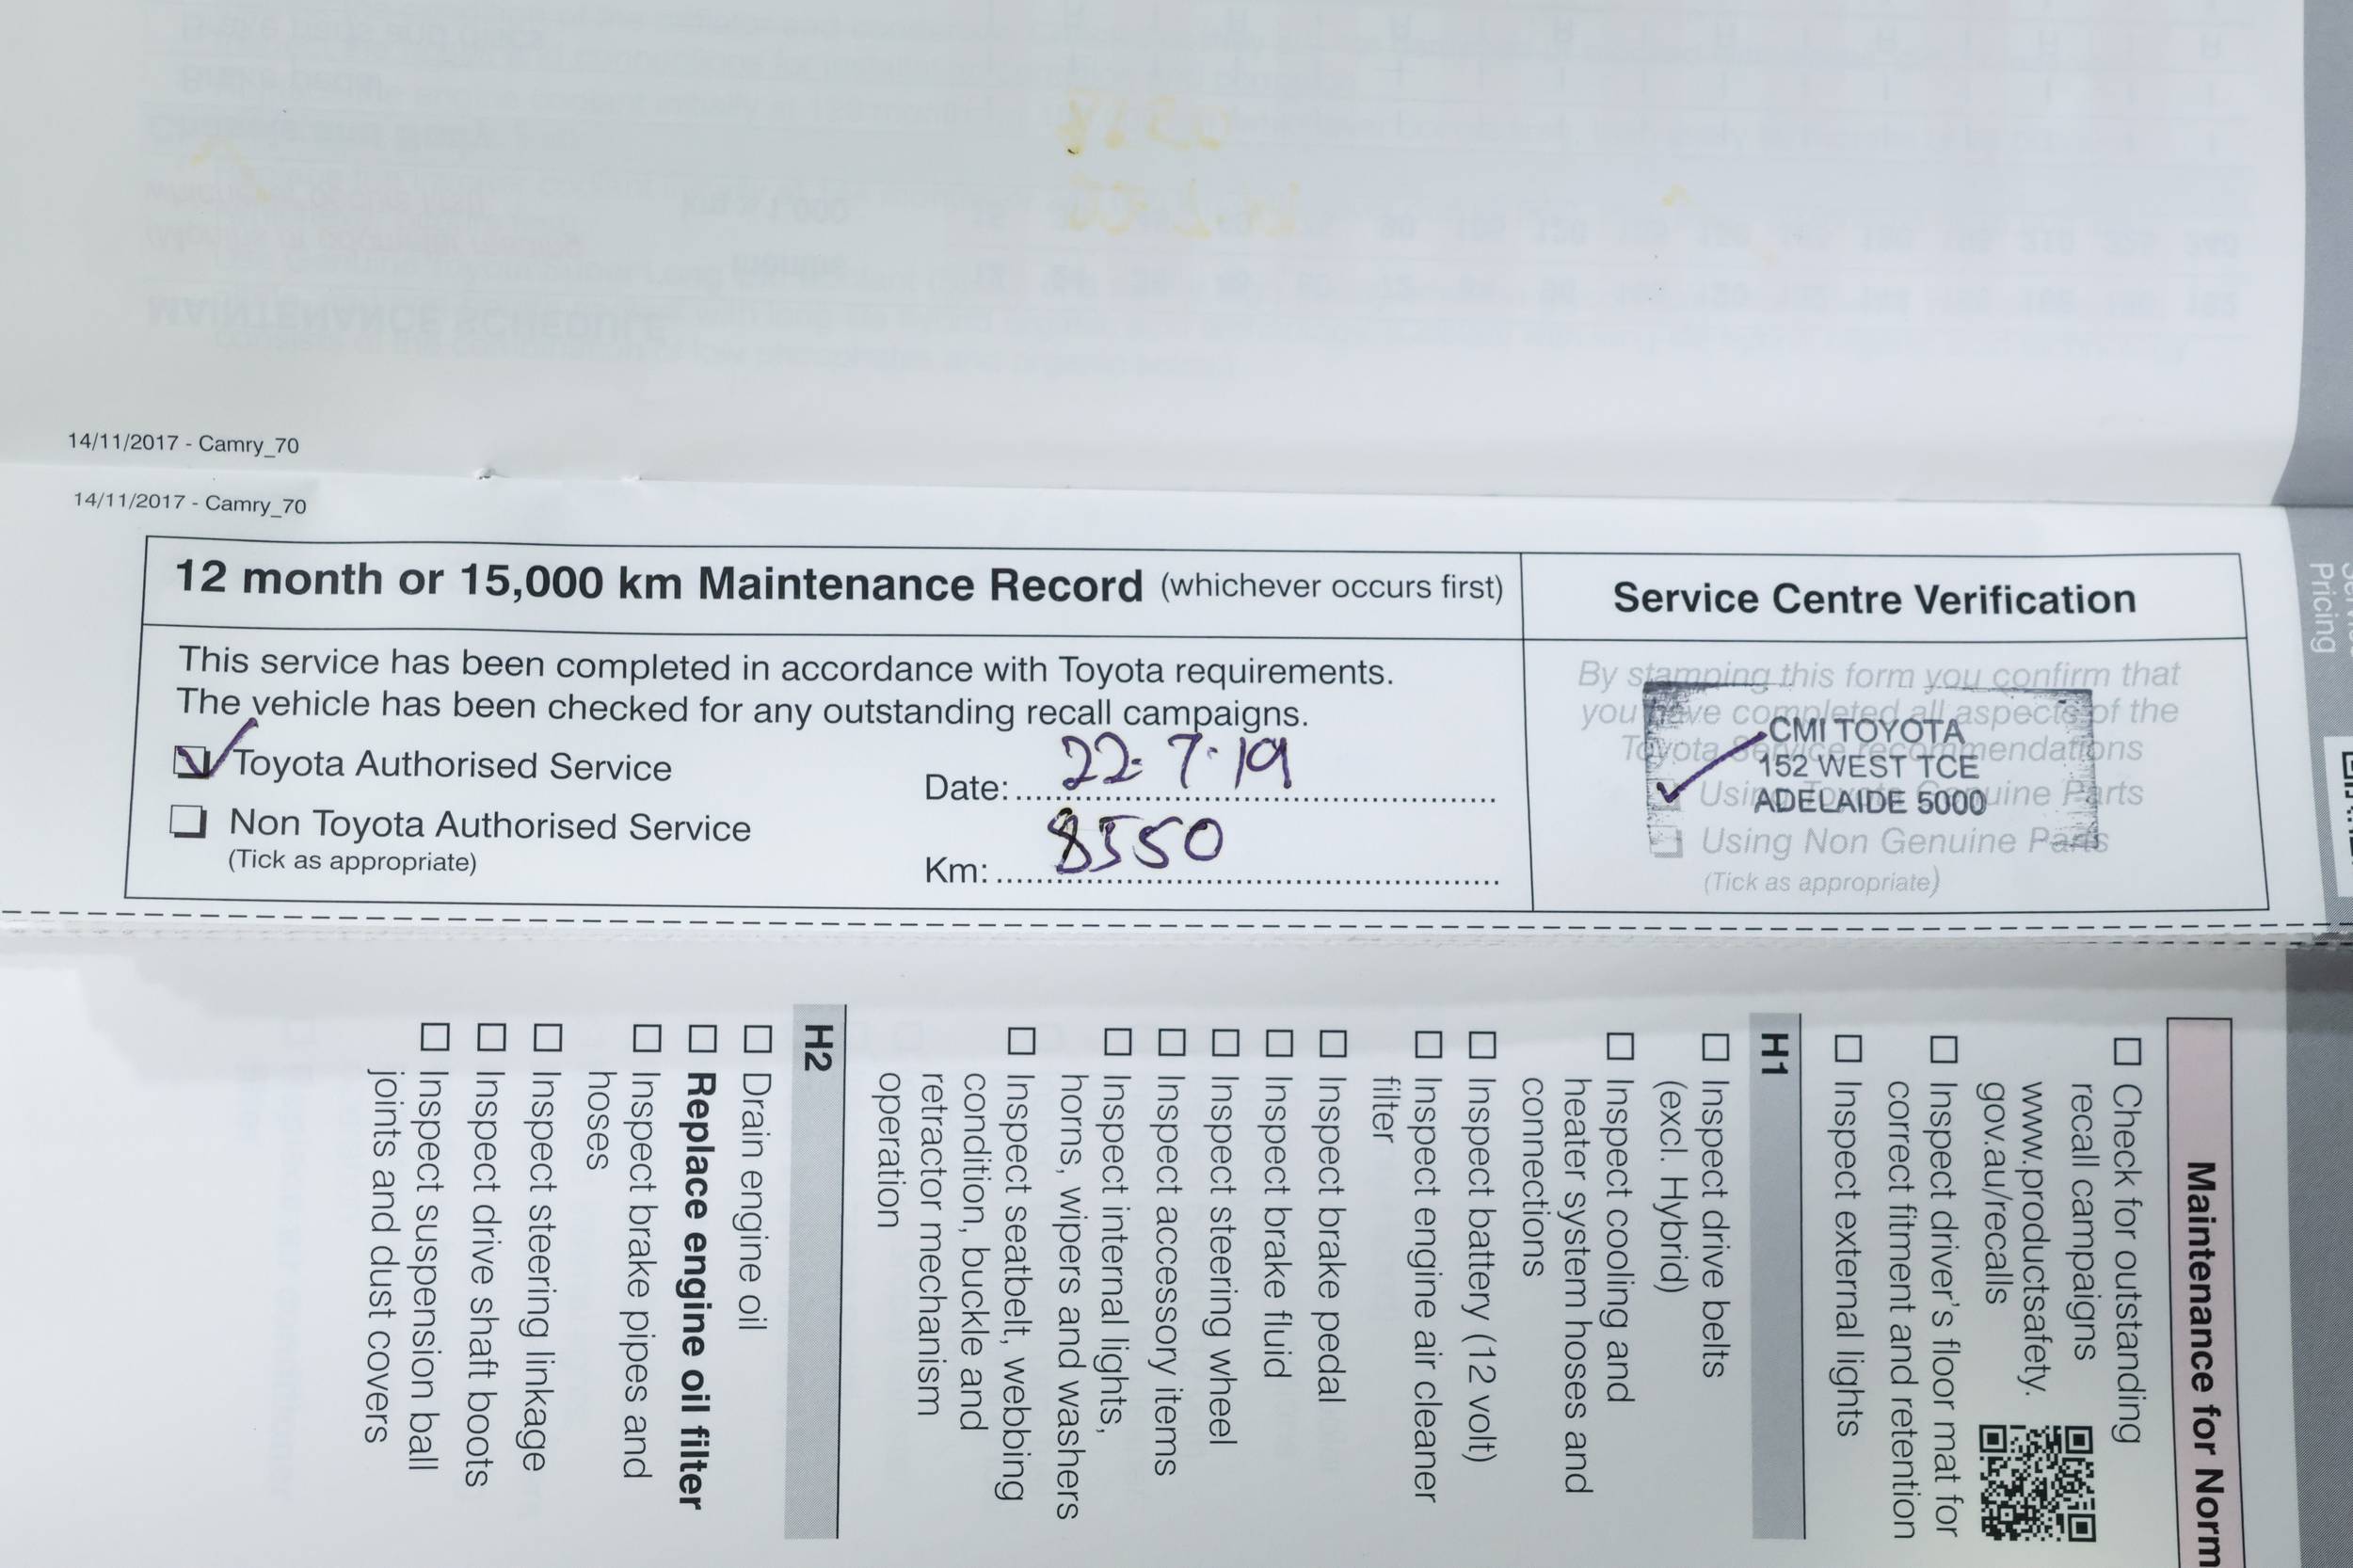 14/11/2017 - Camry_70
14/11/2017 - Camry_70
12 month or 15,000 km Maintenance Record (whichever occurs first)
This service has been completed in accordance with Toyota requirements.
The vehicle has been checked for any outstanding recall campaigns.
Toyota Authorised Service
Non Toyota Authorised Service
(Tick as appropriate)
Date: 22.7.19
Km: 8550
Service Centre Verification
By stamping this form you confirm that
you have completed all aspects of the
Toyota Service recommendations
Using Toyota Genuine Parts
Using Non Genuine Parts
(Tick as appropriate)
CMI TOYOTA
152 WEST TCE
ADELAIDE 5000
Pricing
Maintenance for Norm
Check for outstanding
recall campaigns
www.productsafety.
gov.au/recalls
Inspect driver's floor mat for
correct fitment and retention
Inspect external lights
H1
Inspect drive belts
(excl. Hybrid)
Inspect cooling and
heater system hoses and
connections
Inspect battery (12 volt)
Inspect engine air cleaner
filter
Inspect brake pedal
Inspect brake fluid
Inspect steering wheel
Inspect accessory items
Inspect internal lights,
horns, wipers and washers
Inspect seatbelt, webbing
condition, buckle and
retractor mechanism
operation
H2
Drain engine oil
Replace engine oil filter
Inspect brake pipes and
hoses
Inspect steering linkage
Inspect drive shaft boots
Inspect suspension ball
joints and dust covers